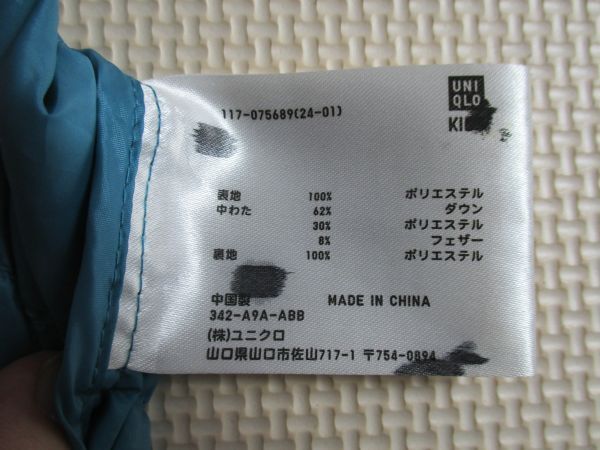 UNI
QLO
117-075689(24-01)
表地 100% ポリエステル
中わた 62% ダウン
30% ポリエステル
8% フェザー
裏地 100% ポリエステル
中国製 MADE IN CHINA
342-A9A-ABB
(株)ユニクロ
山口県山口市佐山717-1 〒754-0894